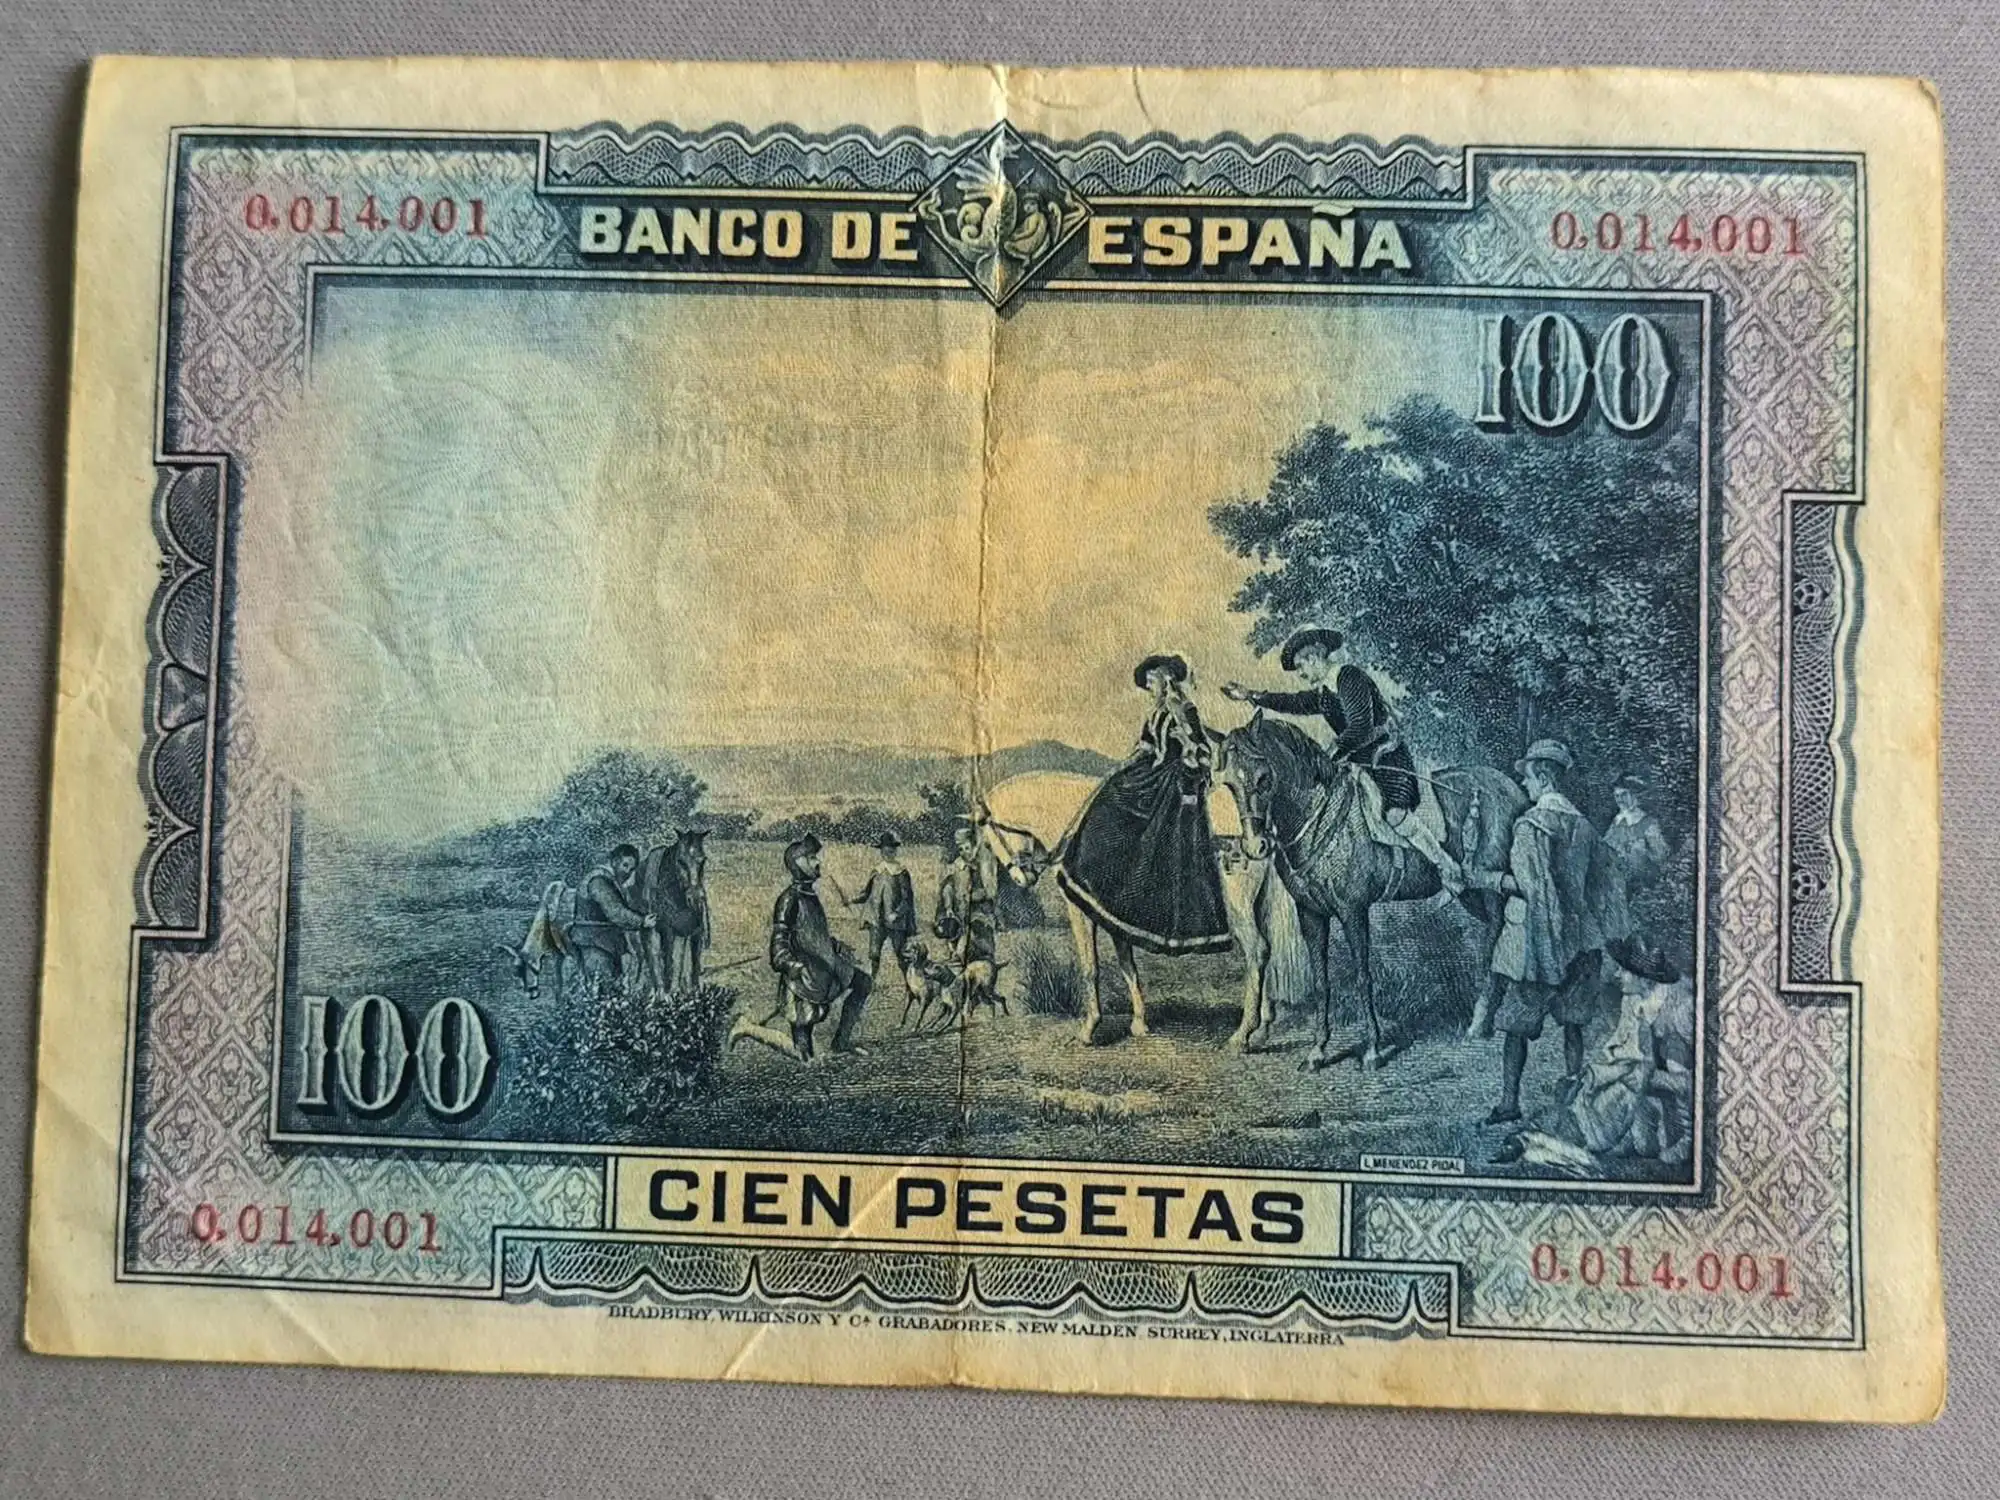 0.014.001
BANCO DE ESPAÑA
0.014.001
100
100
L. MENENDEZ PIDAL
CIEN PESETAS
0.014.001
0.014.001
BRADBURY, WILKINSON Y Cª GRABADORES, NEW MALDEN, SURREY, INGLATERRA